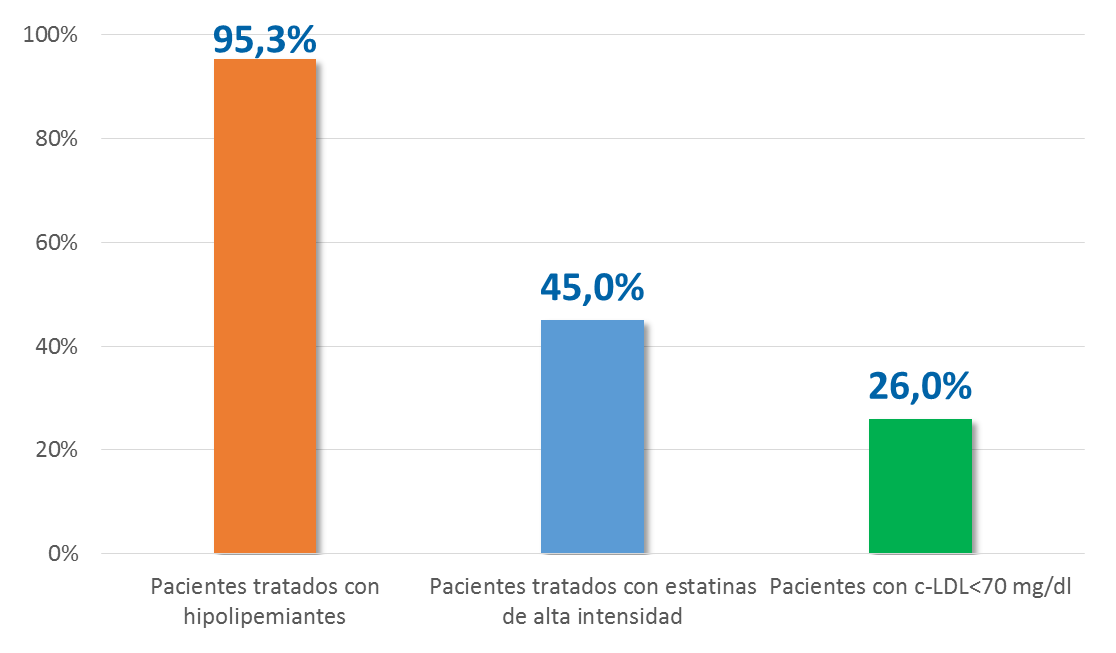 100%
95,3%
80%
60%
45,0%
40%
26,0%
20%
0%
Pacientes tratados con
hipolipemiantes
Pacientes tratados con estatinas
de alta intensidad
Pacientes con c-LDL<70 mg/dl